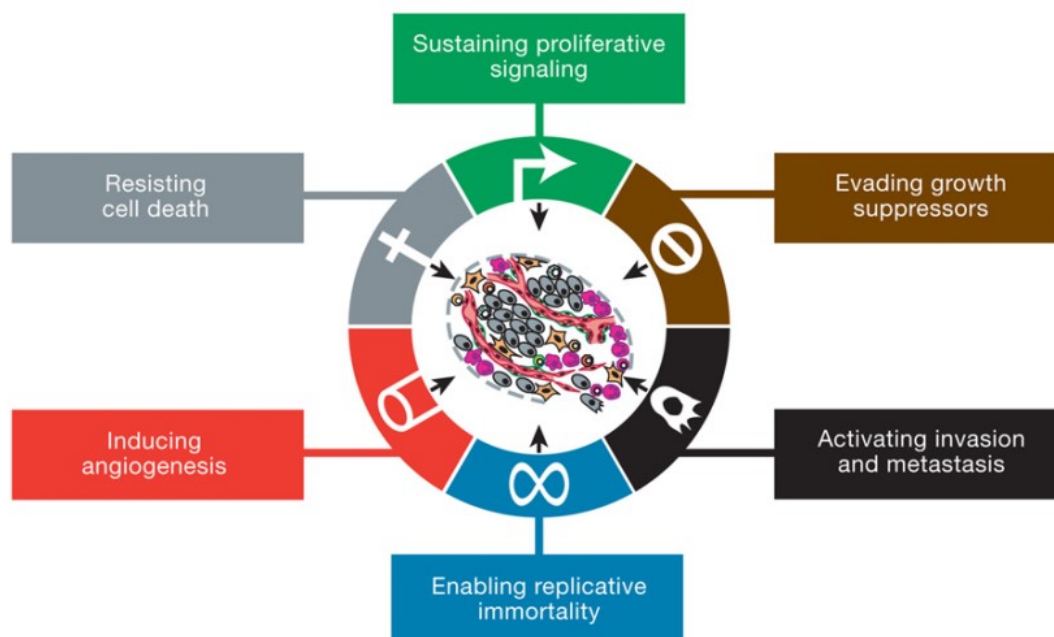 Sustaining proliferative
signaling
Resisting
cell death
Evading growth
suppressors
Inducing
angiogenesis
Activating invasion
and metastasis
Enabling replicative
immortality